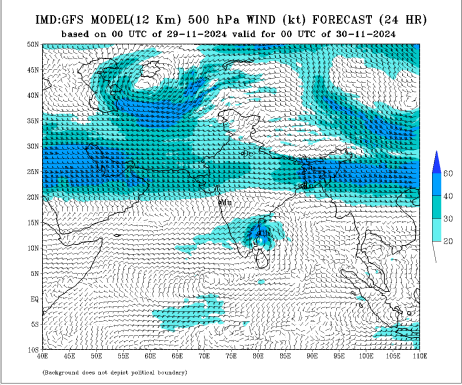 IMD:GFS MODEL(12 Km) 500 hPa WIND (kt) FORECAST (24 HR)
based on 00 UTC of 29-11-2024 valid for 00 UTC of 30-11-2024
50N
45N
40N
35N
30N
25N
20N
15N
10N
5N
EQ
5S
10S
40E 45E 50E 55E 60E 65E 70E 75E 80E 85E 90E 95E 100E 105E 110E
60
40
30
20
(Background does not depict political boundary)